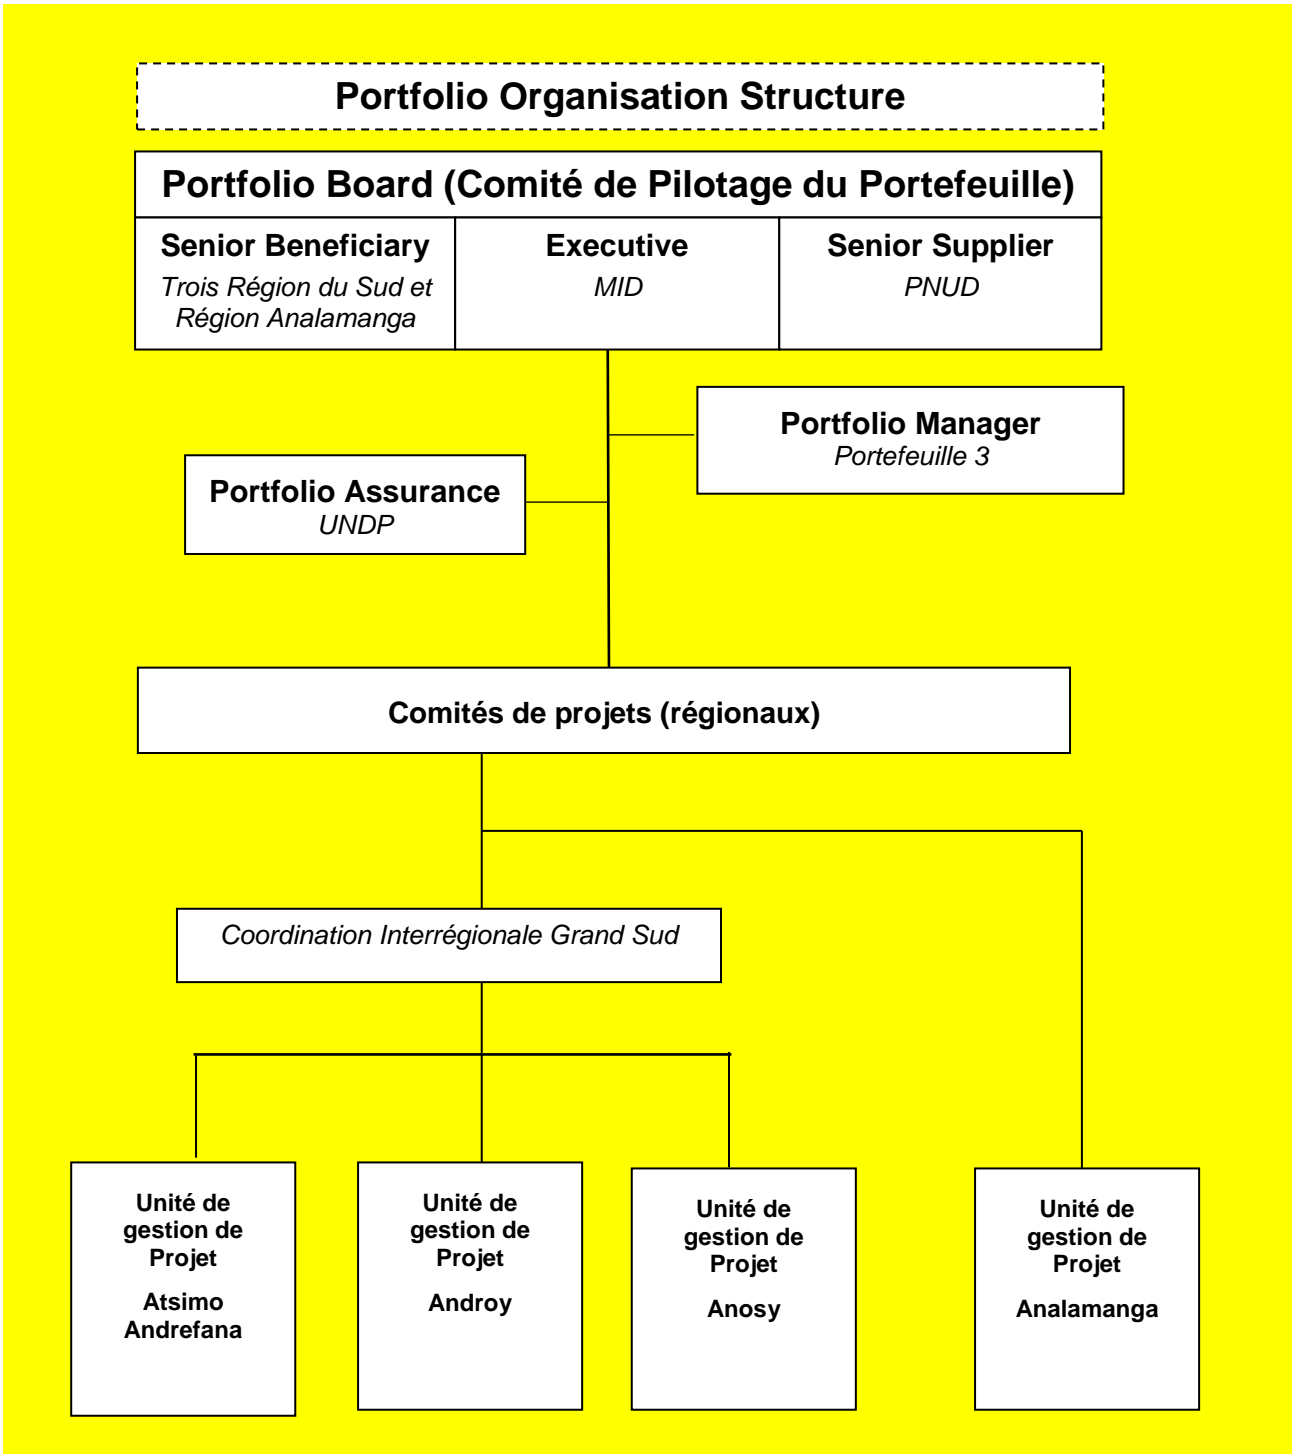 Portfolio Organisation Structure
Portfolio Board (Comité de Pilotage du Portefeuille)
Senior Beneficiary
Trois Région du Sud et
Région Analamanga
Executive
MID
Senior Supplier
PNUD
Portfolio Manager
Portefeuille 3
Portfolio Assurance
UNDP
Comités de projets (régionaux)
Coordination Interrégionale Grand Sud
Unité de
gestion de
Projet
Atsimo
Andrefana
Unité de
gestion de
Projet
Androy
Unité de
gestion de
Projet
Anosy
Unité de
gestion de
Projet
Analamanga